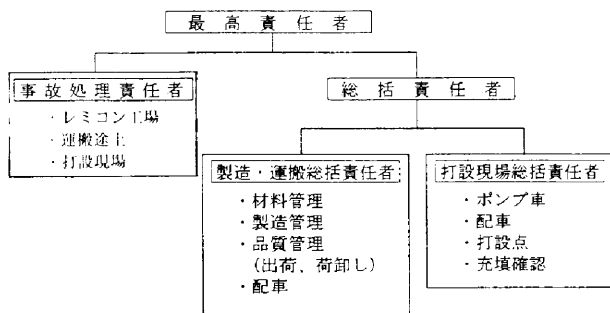 最高責任者
事故処理責任者
・レミコン工場
・運搬途上
・打設現場
総括責任者
製造・運搬総括責任者
・材料管理
・製造管理
・品質管理
(出荷、荷卸し)
・配車
打設現場総括責任者
・ポンプ車
・配車
・打設点
・充填確認